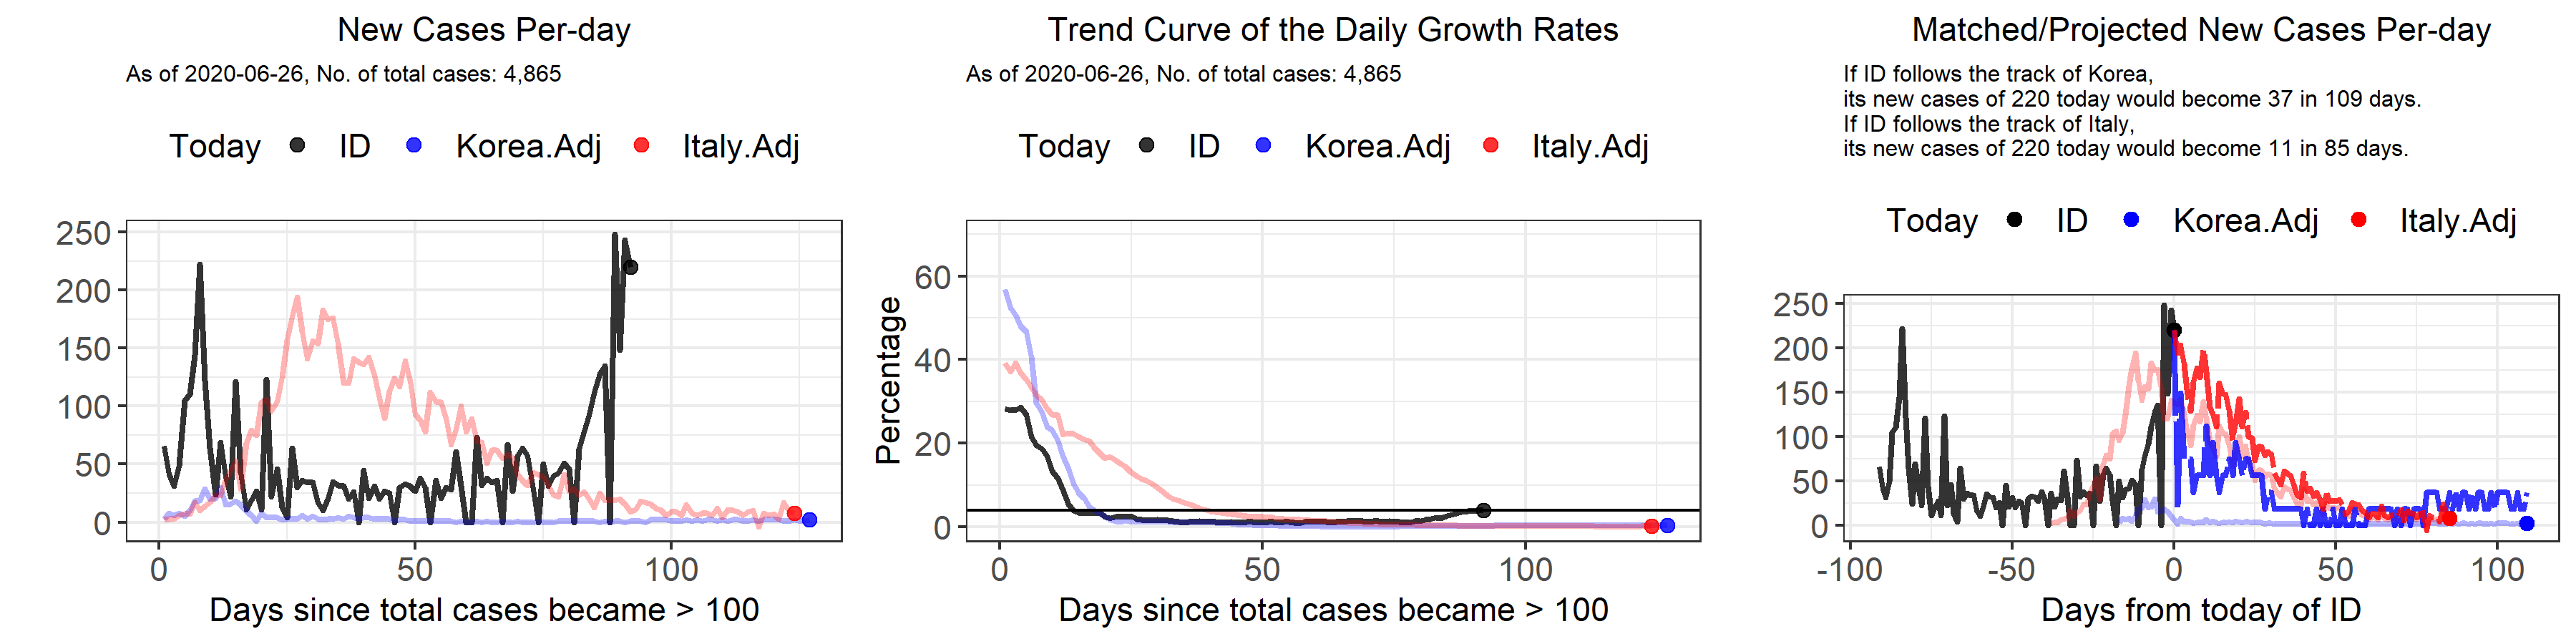 New Cases Per-day
As of 2020-06-26, No. of total cases: 4,865
Today ID Korea.Adj Italy.Adj
250
200
150
100
50
0
0 50 100
Days since total cases became > 100
Trend Curve of the Daily Growth Rates
As of 2020-06-26, No. of total cases: 4,865
Today ID Korea.Adj Italy.Adj
Percentage
60
40
20
0
0 50 100
Days since total cases became > 100
Matched/Projected New Cases Per-day
If ID follows the track of Korea,
its new cases of 220 today would become 37 in 109 days.
If ID follows the track of Italy,
its new cases of 220 today would become 11 in 85 days.
Today ID Korea.Adj Italy.Adj
250
200
150
100
50
0
-100 -50 0 50 100
Days from today of ID